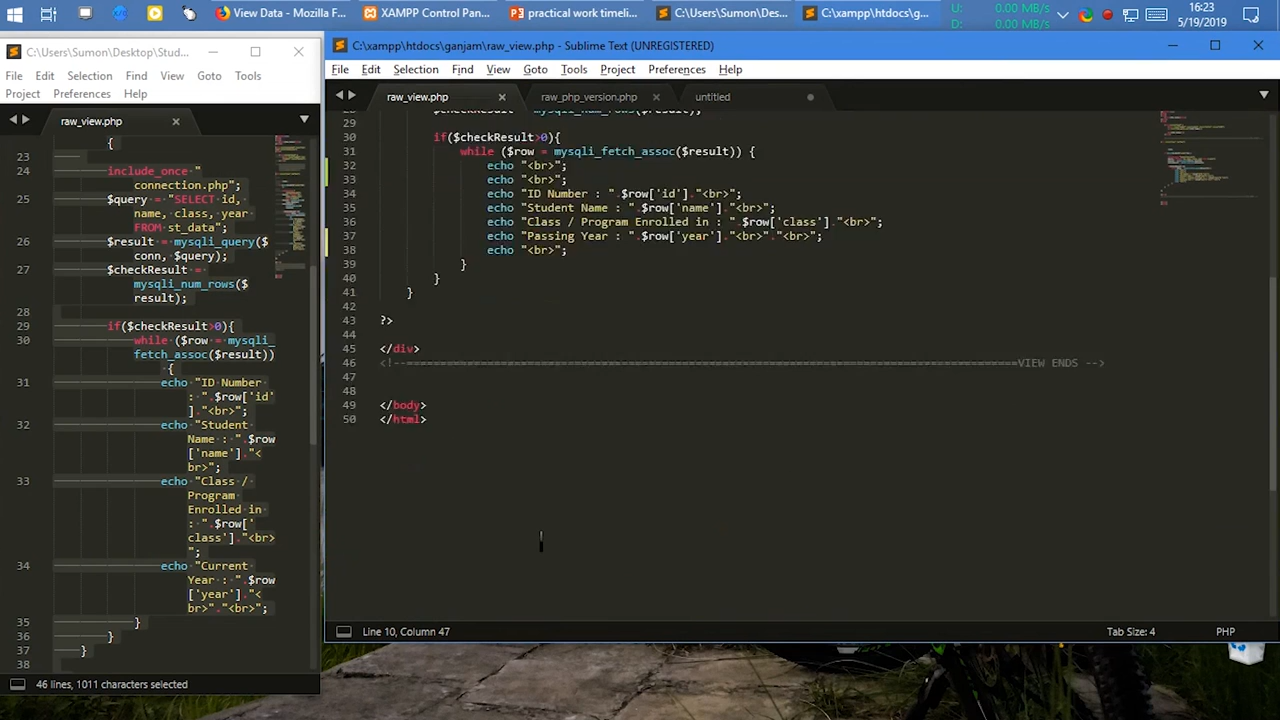 View Data - Mozilla F...
XAMPP Control Pan...
practical work timeli...
C:\Users\Sumon\Des...
C:\xampp\htdocs\g...
U: 0.00 MB/s
D: 0.00 MB/s
16:23
5/19/2019
C:\Users\Sumon\Desktop\Stud...
File Edit Selection Find View Goto Tools
Project Preferences Help
raw_view.php
{
23
24 include_once "
connection.php";
25 $query = "SELECT id,
name, class, year
FROM st_data";
26 $result = mysqli_query($
conn, $query);
27 $checkResult =
mysqli_num_rows($
result);
28
29 if($checkResult>0){
30 while ($row = mysqli_
fetch_assoc($result))
{
31 echo "ID Number
: ".$row['id'
]."<br>";
32 echo "Student
Name : ".$row
['name']."<
br>";
33 echo "Class /
Program
Enrolled in
: ".$row['
class']."<br>
";
34 echo "Current
Year : ".$row
['year']."<
br>"."<br>";
35 }
36 }
37 }
38
46 lines, 1011 characters selected
C:\xampp\htdocs\ganjam\raw_view.php - Sublime Text (UNREGISTERED)
File Edit Selection Find View Goto Tools Project Preferences Help
raw_view.php raw_php_version.php untitled
$checkResult = mysqli_num_rows($result);
29
30 if($checkResult>0){
31 while ($row = mysqli_fetch_assoc($result)) {
32 echo "<br>";
33 echo "<br>";
34 echo "ID Number : ".$row['id']."<br>";
35 echo "Student Name : ".$row['name']."<br>";
36 echo "Class / Program Enrolled in : ".$row['class']."<br>";
37 echo "Passing Year : ".$row['year']."<br>"."<br>";
38 echo "<br>";
39 }
40 }
41 }
42
43 ?>
44
45 </div>
46 <!--===========================================================================================VIEW ENDS -->
47
48
49 </body>
50 </html>
Line 10, Column 47
Tab Size: 4
PHP